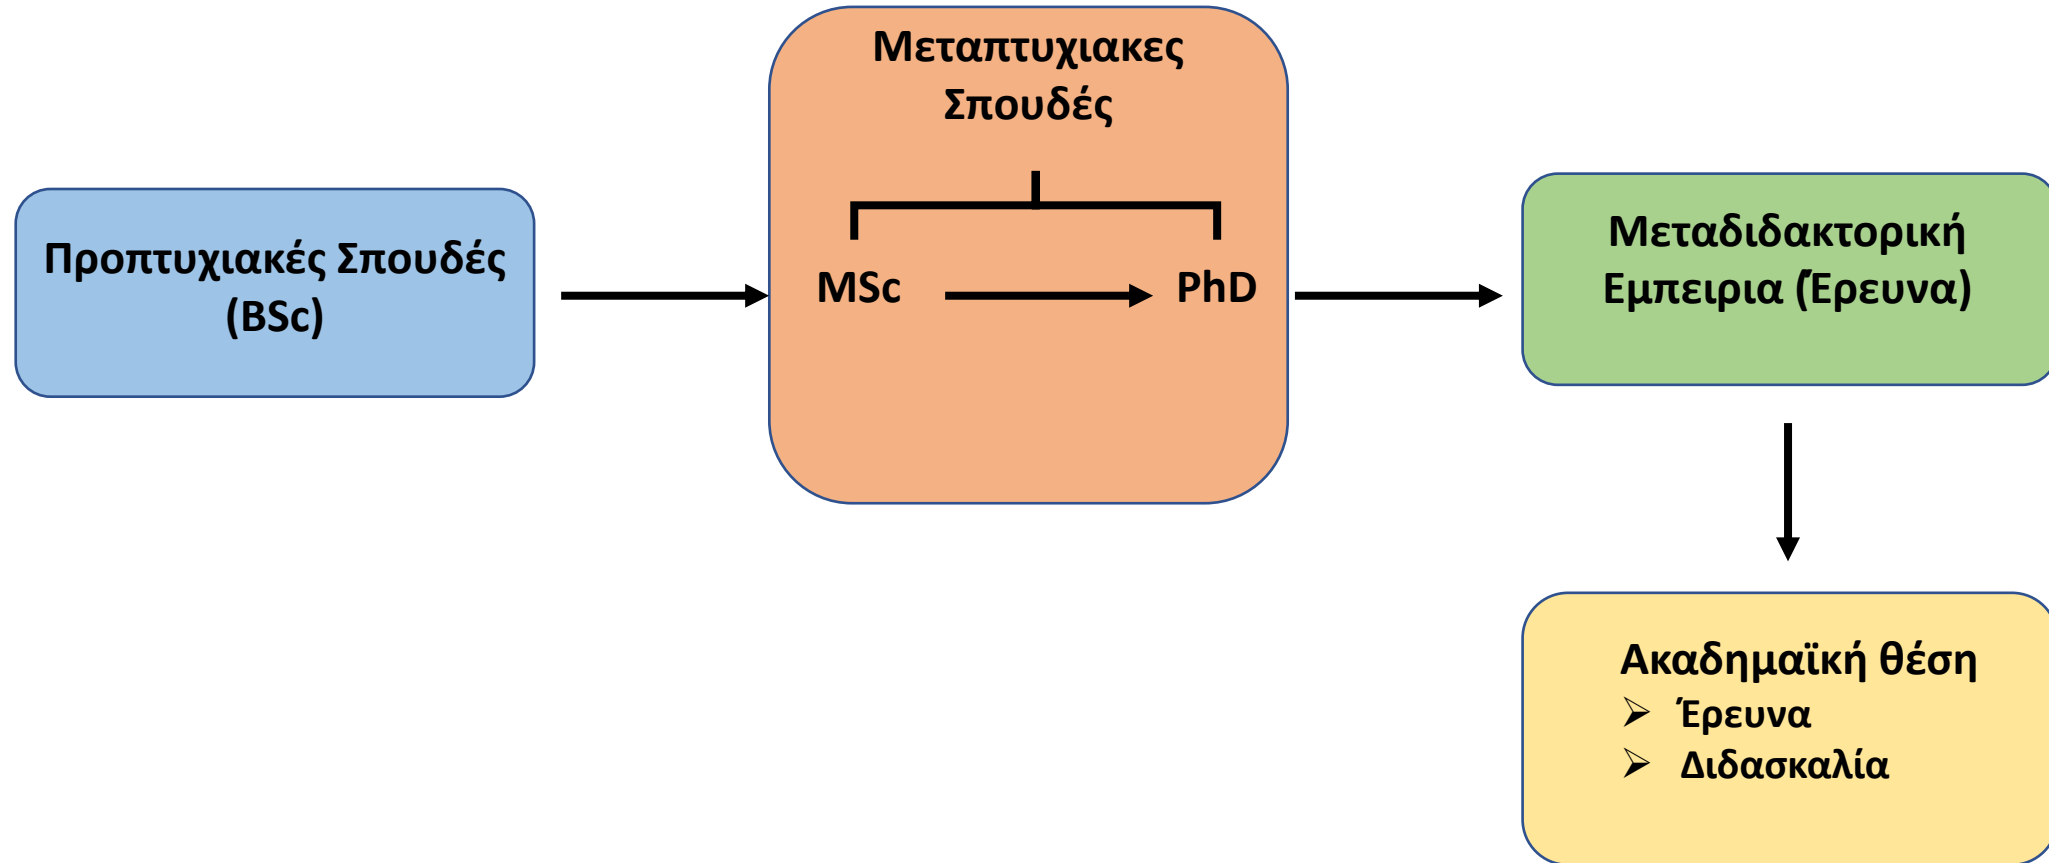 Μεταπτυχιακες
Σπουδές
Προπτυχιακές Σπουδές
(BSc)
MSc
PhD
Μεταδιδακτορική
Εμπειρια (Έρευνα)
Ακαδημαϊκή θέση
➢ Έρευνα
➢ Διδασκαλία